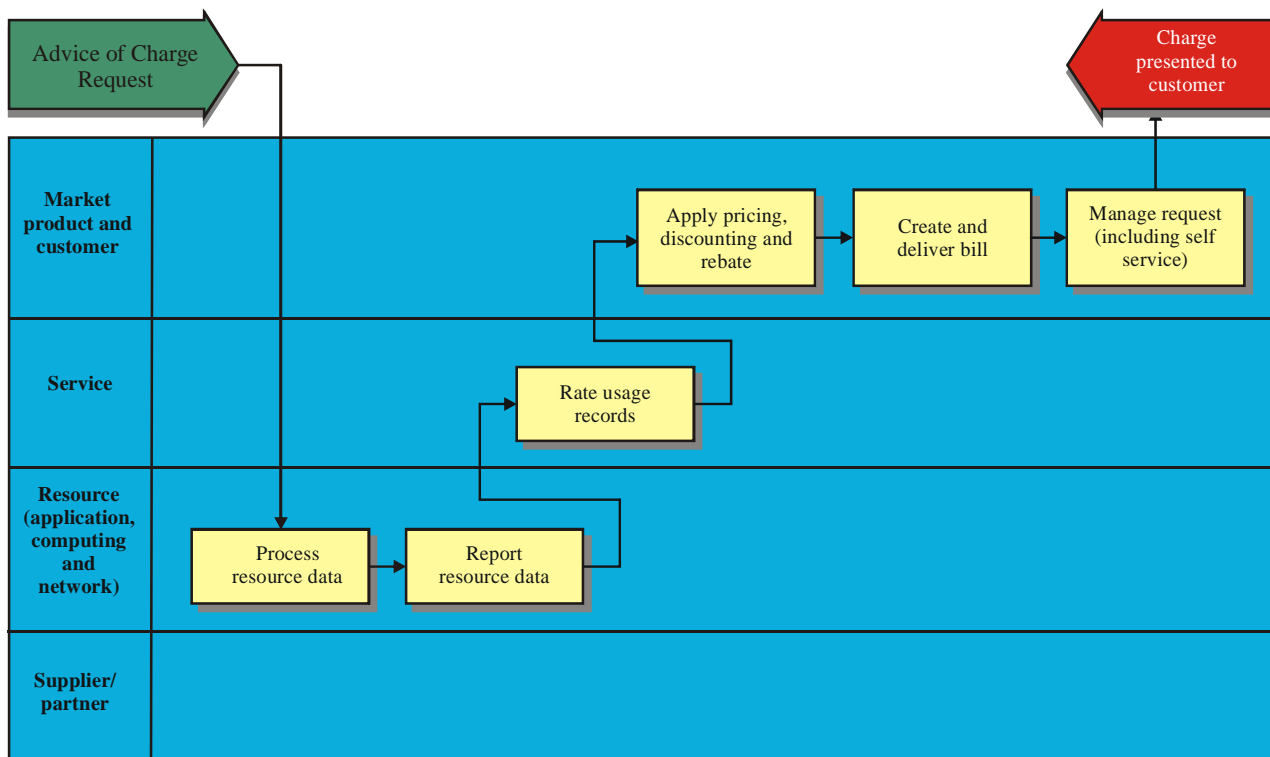 Advice of Charge
Request
Charge
presented to
customer
Market
product and
customer
Apply pricing,
discounting and
rebate
Create and
deliver bill
Manage request
(including self
service)
Service
Rate usage
records
Resource
(application,
computing
and
network)
Process
resource data
Report
resource data
Supplier/
partner